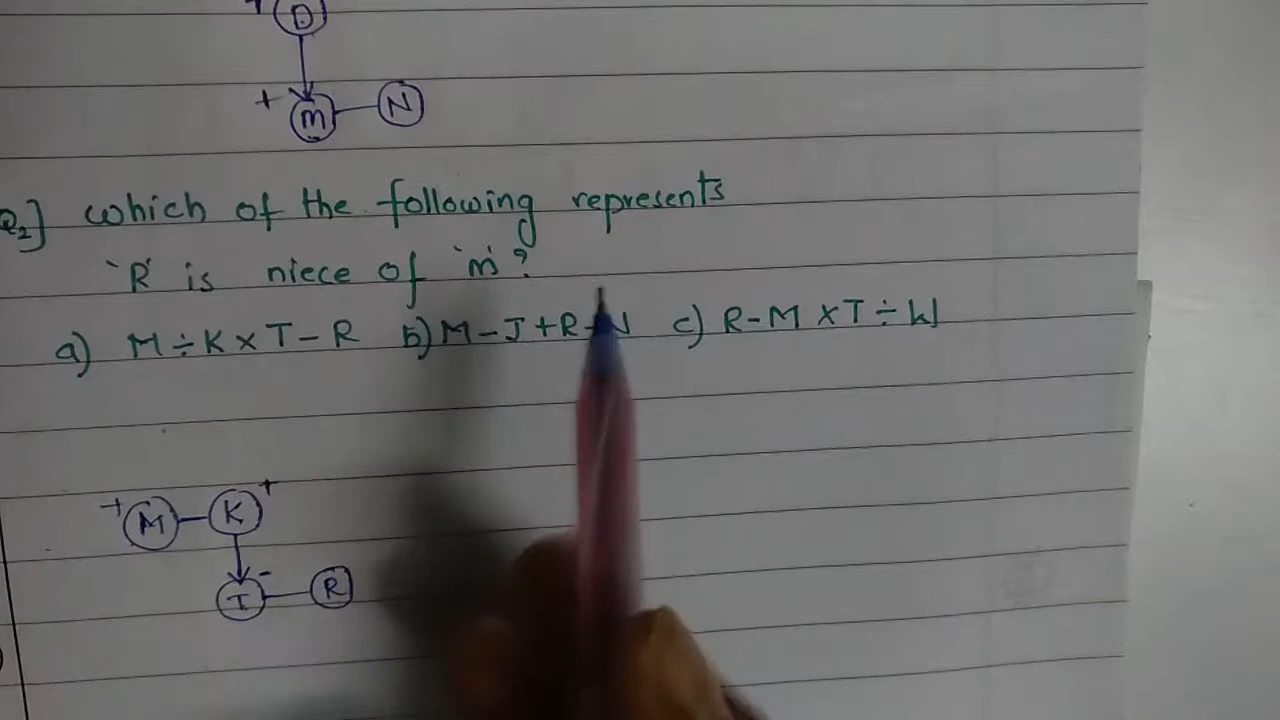 D
+ M N
Q2] which of the following represents
'R' is niece of 'm'?
a) M ÷ K × T - R b) M - J + R - N c) R - M × T ÷ W
+ M K +
T - R